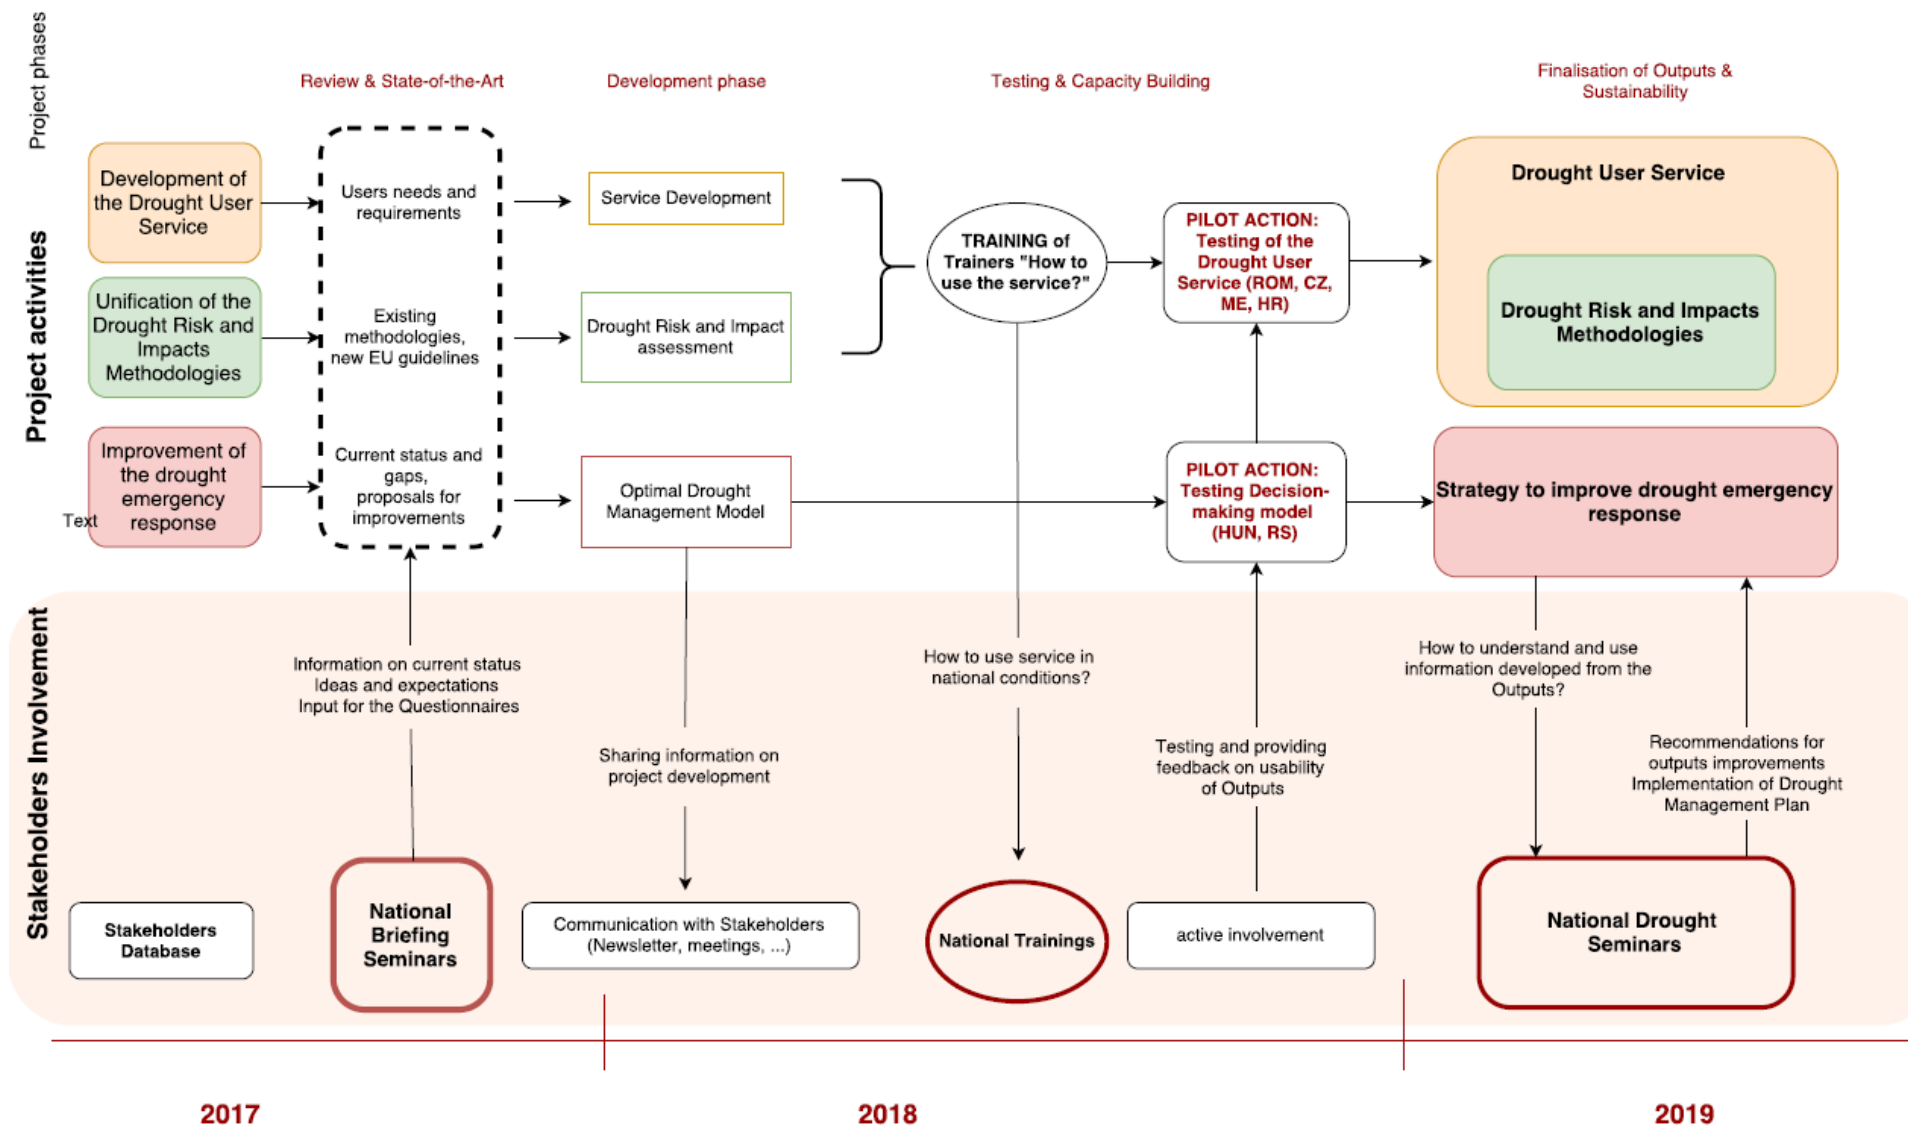 Project phases
Review & State-of-the-Art
Development phase
Testing & Capacity Building
Finalisation of Outputs &
Sustainability
Project activities
Development of
the Drought User
Service
Users needs and
requirements
Service Development
Unification of the
Drought Risk and
Impacts
Methodologies
Existing
methodologies,
new EU guidelines
Drought Risk and Impact
assessment
TRAINING of
Trainers "How to
use the service?"
PILOT ACTION:
Testing of the
Drought User
Service (ROM, CZ,
ME, HR)
Drought User Service
Drought Risk and Impacts
Methodologies
Improvement of
the drought
emergency
response
Text
Current status and
gaps,
proposals for
improvements
Optimal Drought
Management Model
PILOT ACTION:
Testing Decision-
making model
(HUN, RS)
Strategy to improve drought emergency
response
Stakeholders Involvement
Information on current status
Ideas and expectations
Input for the Questionnaires
Sharing information on
project development
How to use service in
national conditions?
Testing and providing
feedback on usability
of Outputs
How to understand and use
information developed from the
Outputs?
Recommendations for
outputs improvements
Implementation of Drought
Management Plan
Stakeholders
Database
National
Briefing
Seminars
Communication with Stakeholders
(Newsletter, meetings, ...)
National Trainings
active involvement
National Drought
Seminars
2017
2018
2019